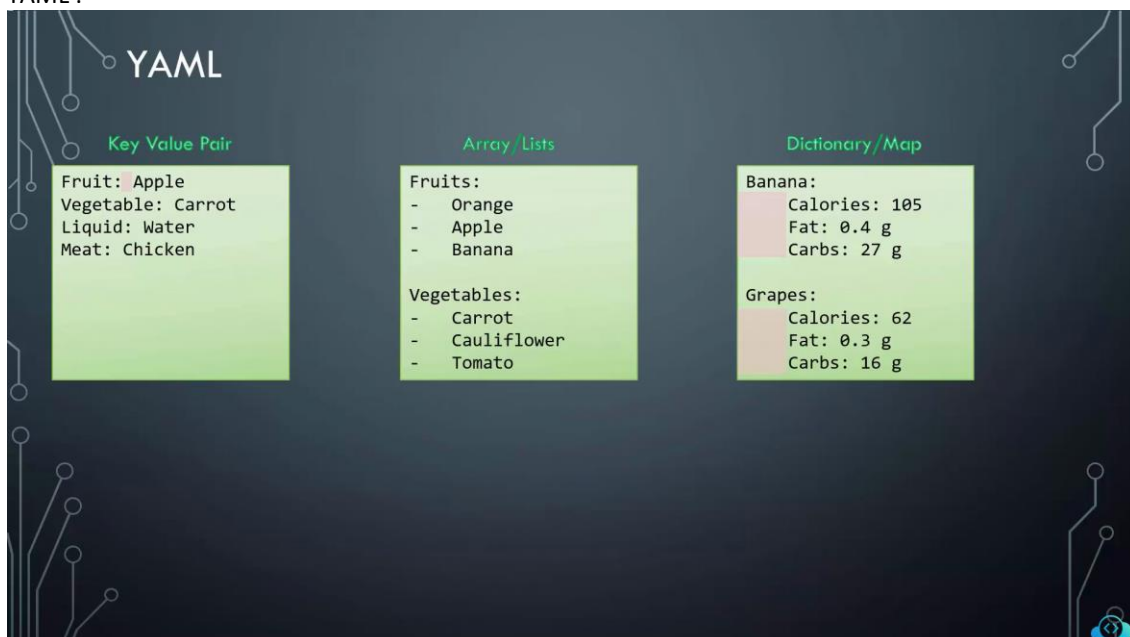 YAML
Key Value Pair
Fruit: Apple
Vegetable: Carrot
Liquid: Water
Meat: Chicken
Array/Lists
Fruits:
- Orange
- Apple
- Banana
Vegetables:
- Carrot
- Cauliflower
- Tomato
Dictionary/Map
Banana:
Calories: 105
Fat: 0.4 g
Carbs: 27 g
Grapes:
Calories: 62
Fat: 0.3 g
Carbs: 16 g